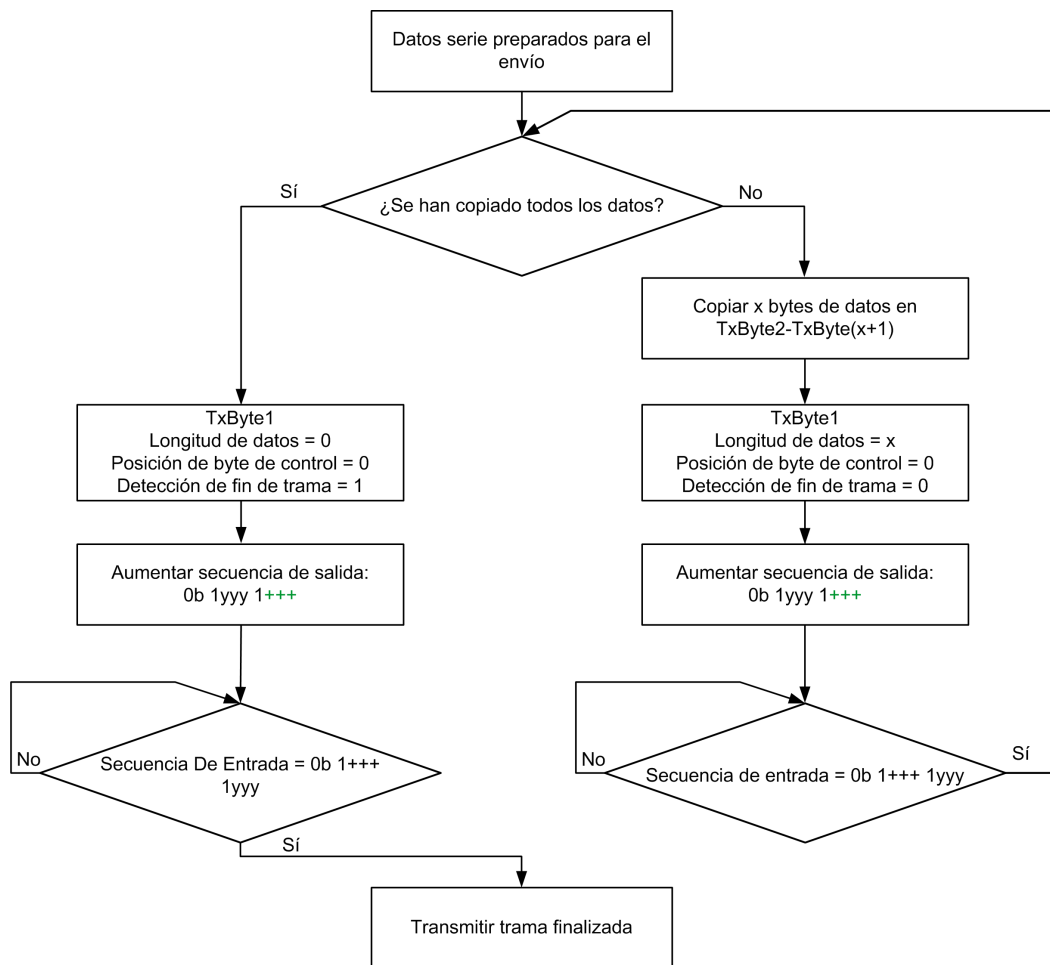 Datos serie preparados para el
envío
¿Se han copiado todos los datos?
Sí
No
Copiar x bytes de datos en
TxByte2-TxByte(x+1)
TxByte1
Longitud de datos = 0
Posición de byte de control = 0
Detección de fin de trama = 1
TxByte1
Longitud de datos = x
Posición de byte de control = 0
Detección de fin de trama = 0
Aumentar secuencia de salida:
0b 1yyy 1+++
Aumentar secuencia de salida:
0b 1yyy 1+++
No
Secuencia De Entrada = 0b 1+++
1yyy
Sí
No
Secuencia de entrada = 0b 1+++ 1yyy
Sí
Transmitir trama finalizada